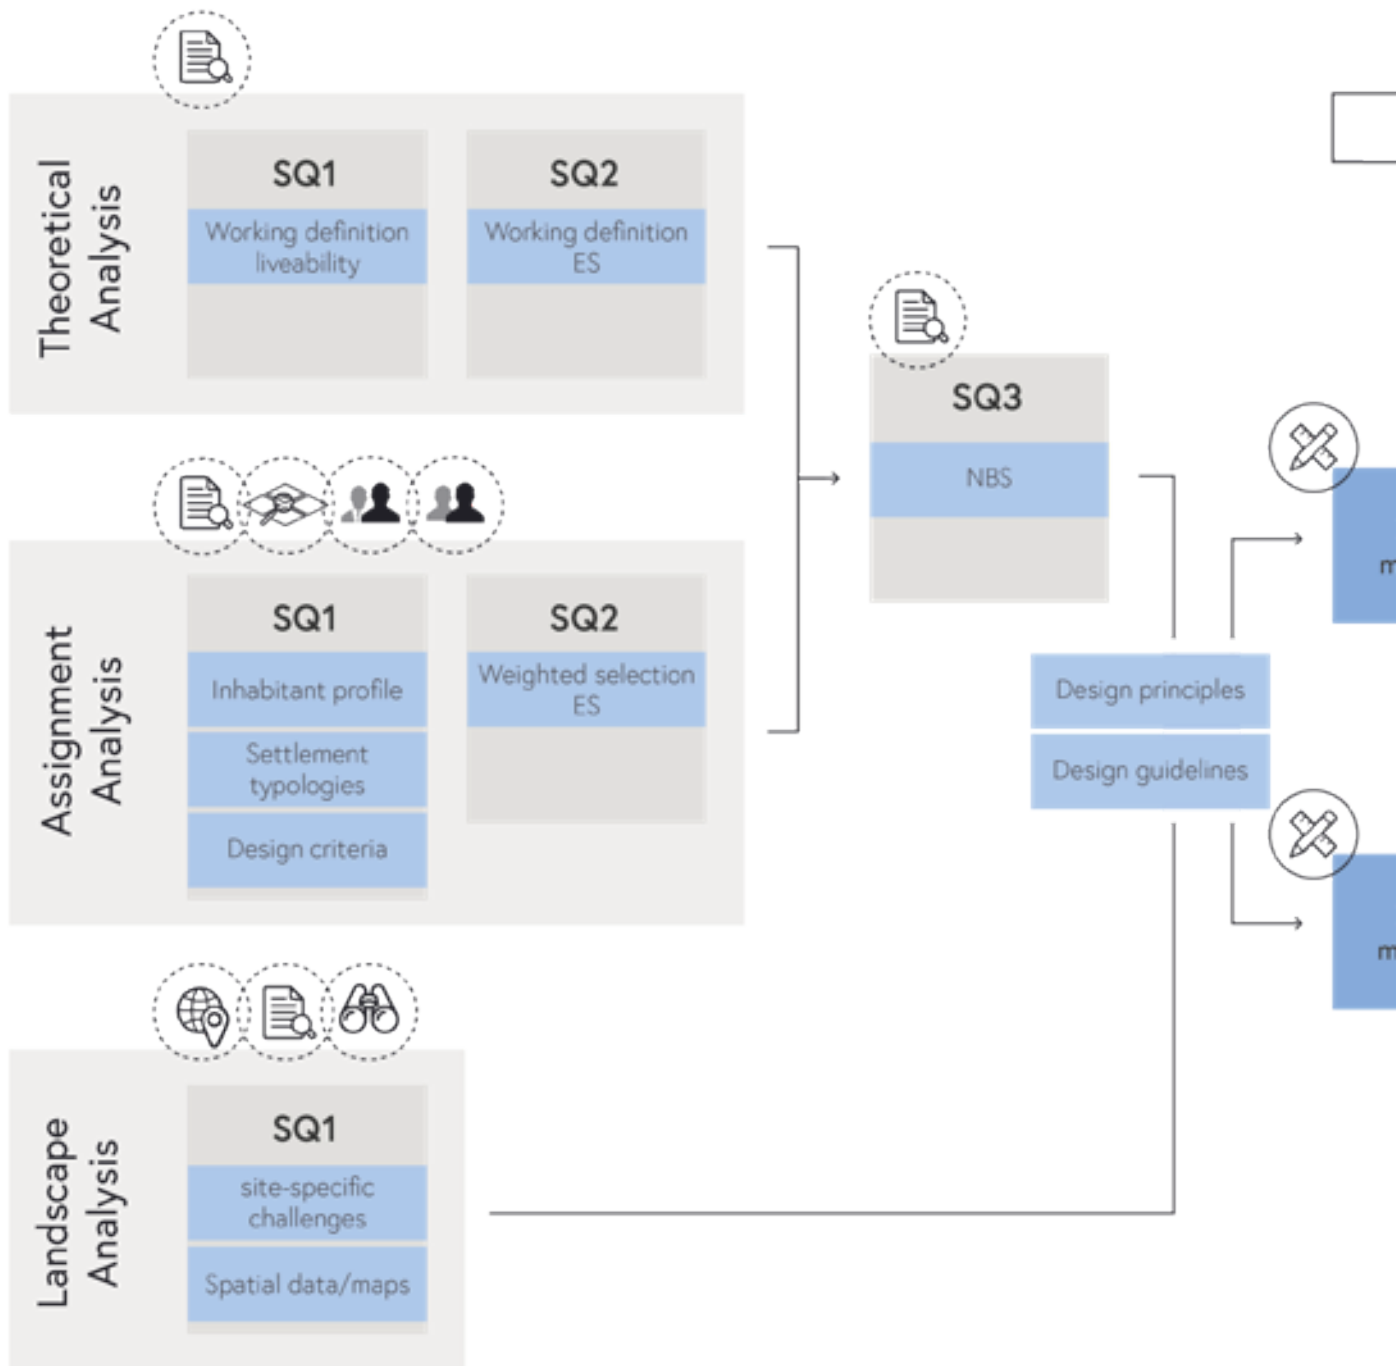 Theoretical
Analysis
SQ1
Working definition
liveability
SQ2
Working definition
ES
SQ3
NBS
Assignment
Analysis
SQ1
Inhabitant profile
Settlement
typologies
Design criteria
SQ2
Weighted selection
ES
Design principles
Design guidelines
Landscape
Analysis
SQ1
site-specific
challenges
Spatial data/maps